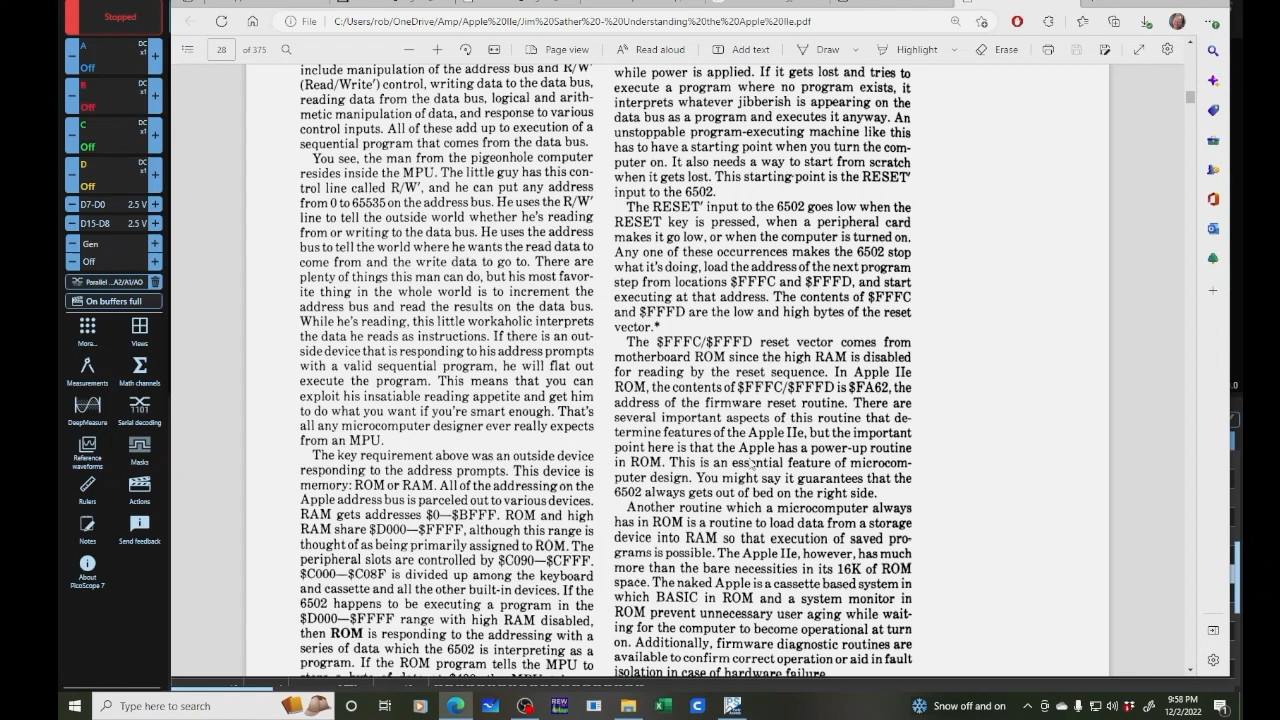 Stopped
File
C:/Users/rob/OneDrive/Amp/Apple%20IIe/Jim%20Sather%20-%20Understanding%20the%20Apple%20IIe.pdf
28 of 375
Page view
Read aloud
Add text
Draw
Highlight
Erase
A
DC
x1
Off
B
DC
x1
Off
C
DC
x1
Off
D
DC
x1
Off
D7-D0 2.5 V
D15-D8 2.5 V
Gen
Off
Parallel ...A2/A1/A0
On buffers full
More...
Views
Measurements
Math channels
DeepMeasure
Serial decoding
Reference waveforms
Masks
Rulers
Actions
Notes
Send feedback
About PicoScope 7
include manipulation of the address bus and R/W'
(Read/Write') control, writing data to the data bus,
reading data from the data bus, logical and arith-
metic manipulation of data, and response to various
control inputs. All of these add up to execution of a
sequential program that comes from the data bus.
You see, the man from the pigeonhole computer
resides inside the MPU. The little guy has this con-
trol line called R/W', and he can put any address
from 0 to 65535 on the address bus. He uses the R/W'
line to tell the outside world whether he's reading
from or writing to the data bus. He uses the address
bus to tell the world where he wants the read data to
come from and the write data to go to. There are
plenty of things this man can do, but his most favor-
ite thing in the whole world is to increment the
address bus and read the results on the data bus.
While he's reading, this little workaholic interprets
the data he reads as instructions. If there is an out-
side device that is responding to his address prompts
with a valid sequential program, he will flat out
execute the program. This means that you can
exploit his insatiable reading appetite and get him
to do what you want if you're smart enough. That's
all any microcomputer designer ever really expects
from an MPU.
The key requirement above was an outside device
responding to the address prompts. This device is
memory: ROM or RAM. All of the addressing on the
Apple address bus is parceled out to various devices.
RAM gets addresses $0—$BFFF. ROM and high
RAM share $D000—$FFFF, although this range is
thought of as being primarily assigned to ROM. The
peripheral slots are controlled by $C090—$CFFF.
$C000—$C08F is divided up among the keyboard
and cassette and all the other built-in devices. If the
6502 happens to be executing a program in the
$D000—$FFFF range with high RAM disabled,
then ROM is responding to the addressing with a
series of data which the 6502 is interpreting as a
program. If the ROM program tells the MPU to
while power is applied. If it gets lost and tries to
execute a program where no program exists, it
interprets whatever jibberish is appearing on the
data bus as a program and executes it anyway. An
unstoppable program-executing machine like this
has to have a starting point when you turn the com-
puter on. It also needs a way to start from scratch
when it gets lost. This starting point is the RESET'
input to the 6502.
The RESET' input to the 6502 goes low when the
RESET key is pressed, when a peripheral card
makes it go low, or when the computer is turned on.
Any one of these occurrences makes the 6502 stop
what it's doing, load the address of the next program
step from locations $FFFC and $FFFD, and start
executing at that address. The contents of $FFFC
and $FFFD are the low and high bytes of the reset
vector.*
The $FFFC/$FFFD reset vector comes from
motherboard ROM since the high RAM is disabled
for reading by the reset sequence. In Apple IIe
ROM, the contents of $FFFC/$FFFD is $FA62, the
address of the firmware reset routine. There are
several important aspects of this routine that de-
termine features of the Apple IIe, but the important
point here is that the Apple has a power-up routine
in ROM. This is an essential feature of microcom-
puter design. You might say it guarantees that the
6502 always gets out of bed on the right side.
Another routine which a microcomputer always
has in ROM is a routine to load data from a storage
device into RAM so that execution of saved pro-
grams is possible. The Apple IIe, however, has much
more than the bare necessities in its 16K of ROM
space. The naked Apple is a cassette based system in
which BASIC in ROM and a system monitor in
ROM prevent unnecessary user aging while wait-
ing for the computer to become operational at turn
on. Additionally, firmware diagnostic routines are
available to confirm correct operation or aid in fault
isolation in case of hardware failure.
Type here to search
REW
Snow off and on
9:58 PM
12/2/2022